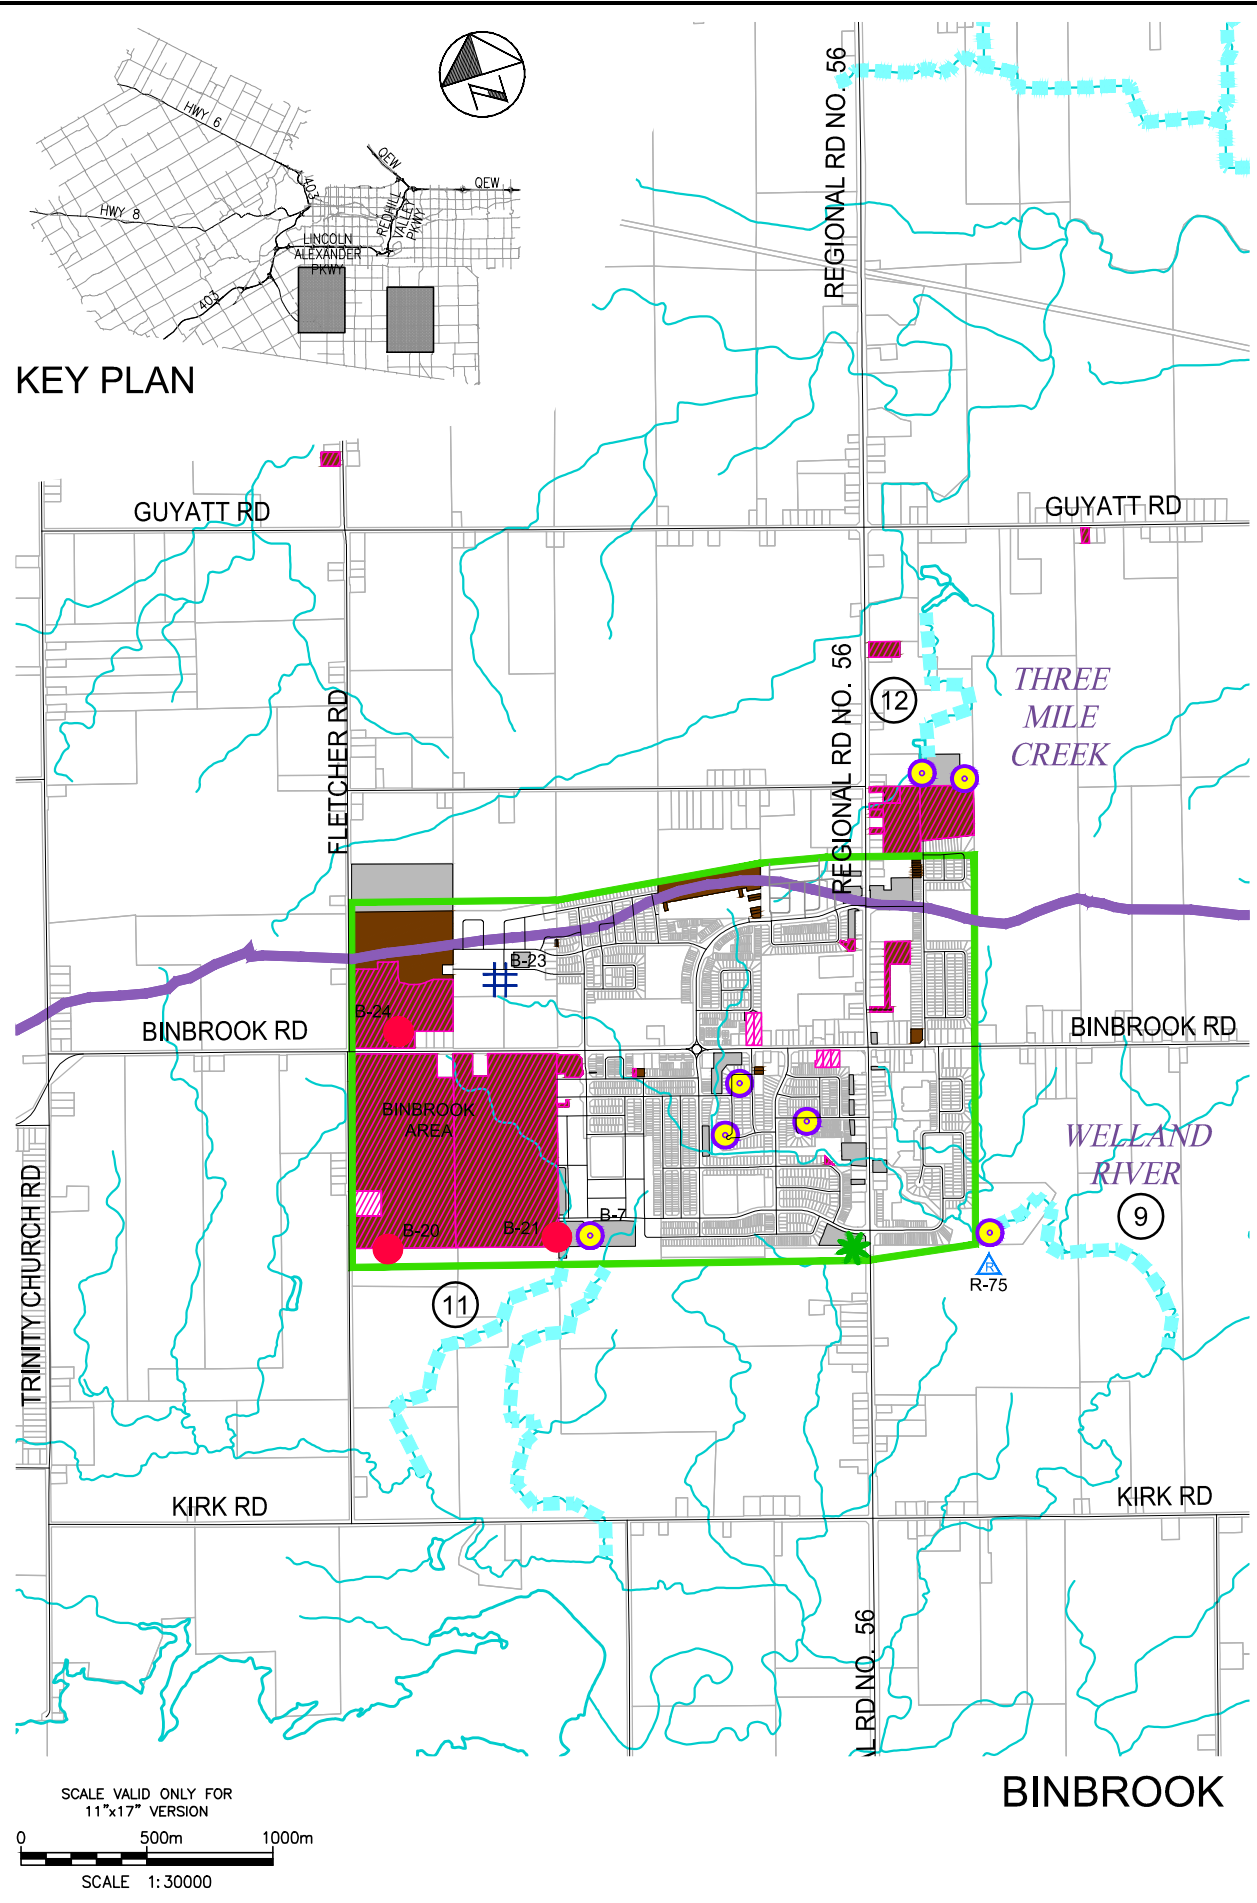 HWY 6
403
QEW
QEW
HWY 8
REDHILL
VALLEY
PKWY
LINCOLN
ALEXANDER
PKWY
403
N
KEY PLAN
REGIONAL RD NO. 56
GUYATT RD
GUYATT RD
FLETCHER RD
REGIONAL RD NO. 56
12
THREE
MILE
CREEK
B-23
B-24
BINBROOK RD
BINBROOK RD
BINBROOK
AREA
WELLAND
RIVER
9
TRINITY CHURCH RD
B-20
B-21
B-7
R
R-75
11
KIRK RD
KIRK RD
AL RD NO. 56
BINBROOK
SCALE VALID ONLY FOR
11"x17" VERSION
0 500m 1000m
SCALE 1:30000